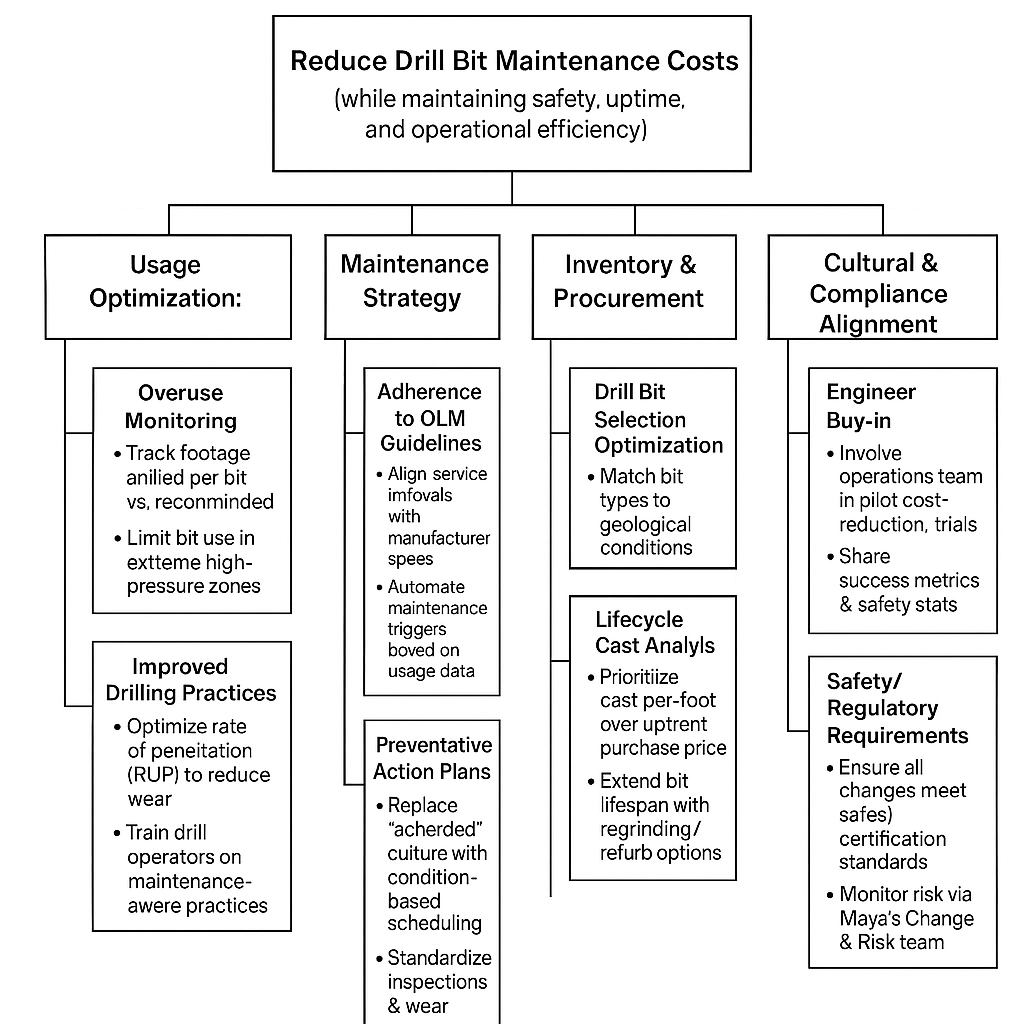 Reduce Drill Bit Maintenance Costs
(while maintaining safety, uptime,
and operational efficiency)
Usage
Optimization:
Overuse
Monitoring
• Track footage
anilied per bit
vs, reconminded
• Limit bit use in
extteme high-
pressure zones
Improved
Drilling Practices
• Optimize rate
of peneitation
(RUP) to reduce
wear
• Train drill
operators on
maintenance-
awere practices
Maintenance
Strategy
Adherence
to OLM
Guidelines
• Align service
imfovals
with
manufacturer
spees
• Automate
maintenance
triggers
boved on
usage data
Preventative
Action Plans
• Replace
“acherded”
culture with
condition-
based
scheduling
• Standardize
inspections
& wear
Inventory &
Procurement
Drill Bit
Selection
Optimization
• Match bit
types to
geological
conditions
Lifecycle
Cast Analyls
• Prioritiize
cast per-foot
over uptrent
purchase price
• Extend bit
lifespan with
regrinding/
refurb options
Cultural &
Compliance
Alignment
Engineer
Buy-in
• Involve
operations team
in pilot cost-
reduction, trials
• Share
success metrics
& safety stats
Safety/
Regulatory
Requirements
• Ensure all
changes meet
safes)
certification
standards
• Monitor risk via
Maya's Change
& Risk team